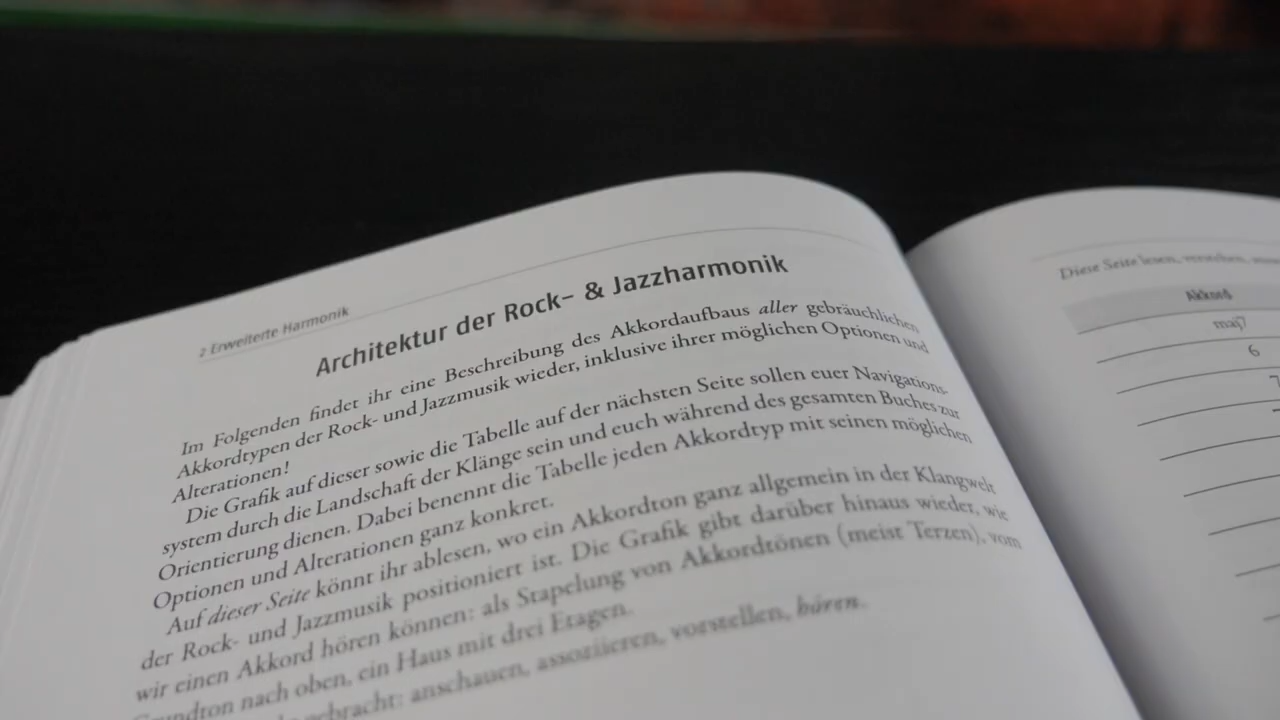 2 Erweiterte Harmonik
Architektur der Rock- & Jazzharmonik
Im Folgenden findet ihr eine Beschreibung des Akkordaufbaus aller gebräuchlichen
Akkordtypen der Rock- und Jazzmusik wieder, inklusive ihrer möglichen Optionen und
Alterationen!
Die Grafik auf dieser sowie die Tabelle auf der nächsten Seite sollen euer Navigations-
system durch die Landschaft der Klänge sein und euch während des gesamten Buches zur
Orientierung dienen. Dabei benennt die Tabelle jeden Akkordtyp mit seinen möglichen
Optionen und Alterationen ganz konkret.
Auf dieser Seite könnt ihr ablesen, wo ein Akkordton ganz allgemein in der Klangwelt
der Rock- und Jazzmusik positioniert ist. Die Grafik gibt darüber hinaus wieder, wie
wir einen Akkord hören können: als Stapelung von Akkordtönen (meist Terzen), vom
Grundton nach oben, ein Haus mit drei Etagen.
gebracht: anschauen, assoziieren, vorstellen, hören.
Diese Seite lesen, verstehen,
Akkord
maj7
6